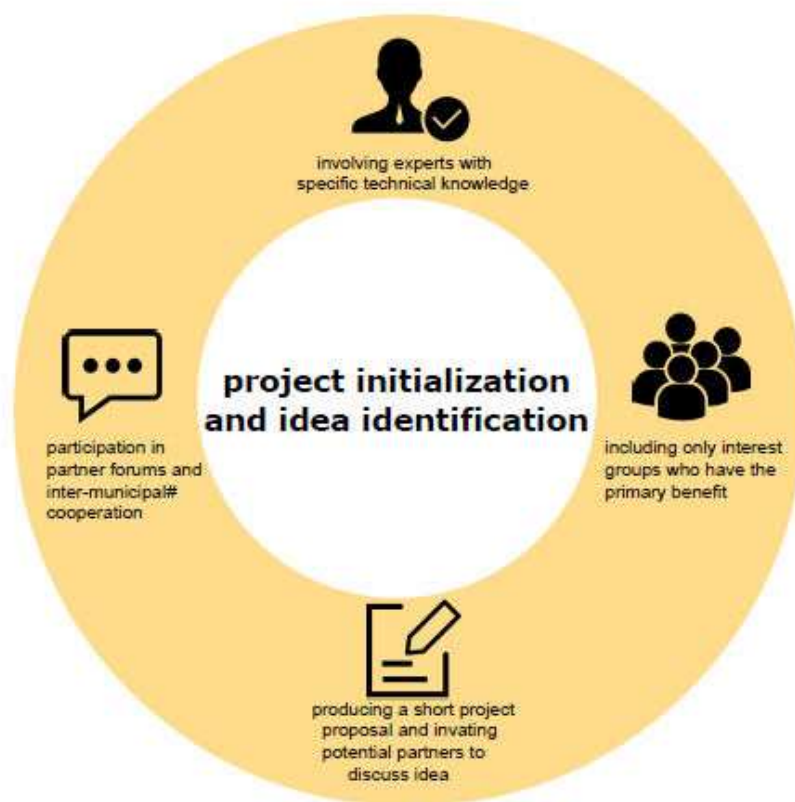 involving experts with
specific technical knowledge
project initialization
and idea identification
participation in
partner forums and
inter-municipal#
cooperation
including only interest
groups who have the
primary benefit
producing a short project
proposal and invating
potential partners to
discuss idea